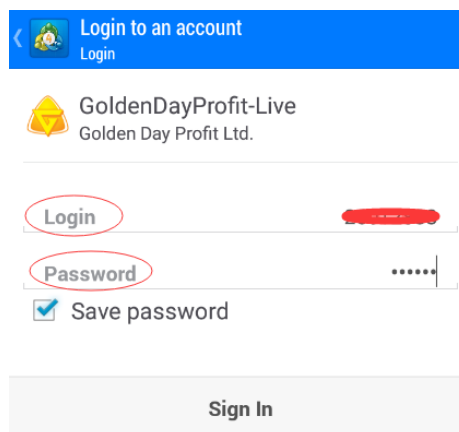 Login to an account
Login
GoldenDayProfit-Live
Golden Day Profit Ltd.
Login
Password ••••••
Save password
Sign In